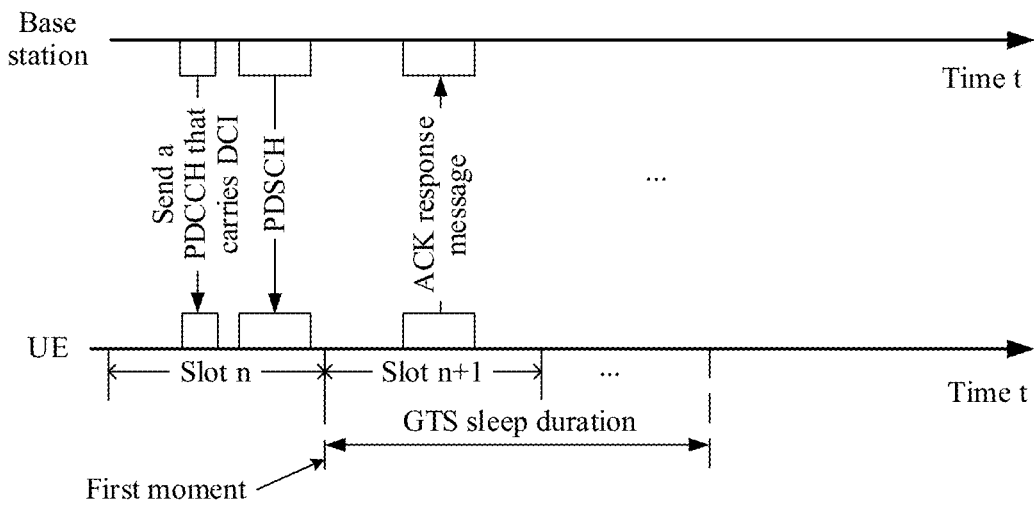 Base
station
Time t
Send a
PDCCH that
carries DCI
PDSCH
ACK response
message
...
UE
Slot n
Slot n+1
...
Time t
GTS sleep duration
First moment